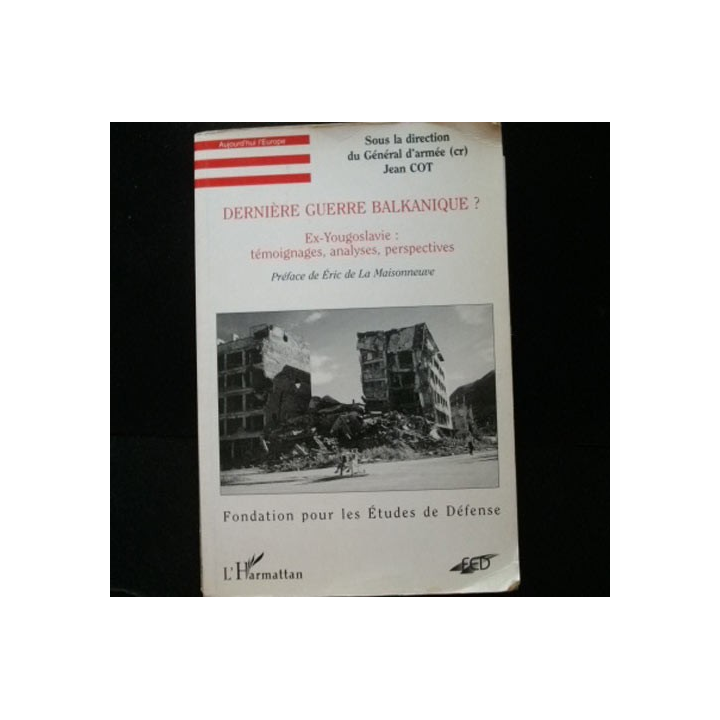 Aujourd'hui l'Europe
Sous la direction
du Général d'armée (cr)
Jean COT
DERNIÈRE GUERRE BALKANIQUE ?
Ex-Yougoslavie :
témoignages, analyses, perspectives
Préface de Éric de La Maisonneuve
Fondation pour les Études de Défense
L'Harmattan
FED